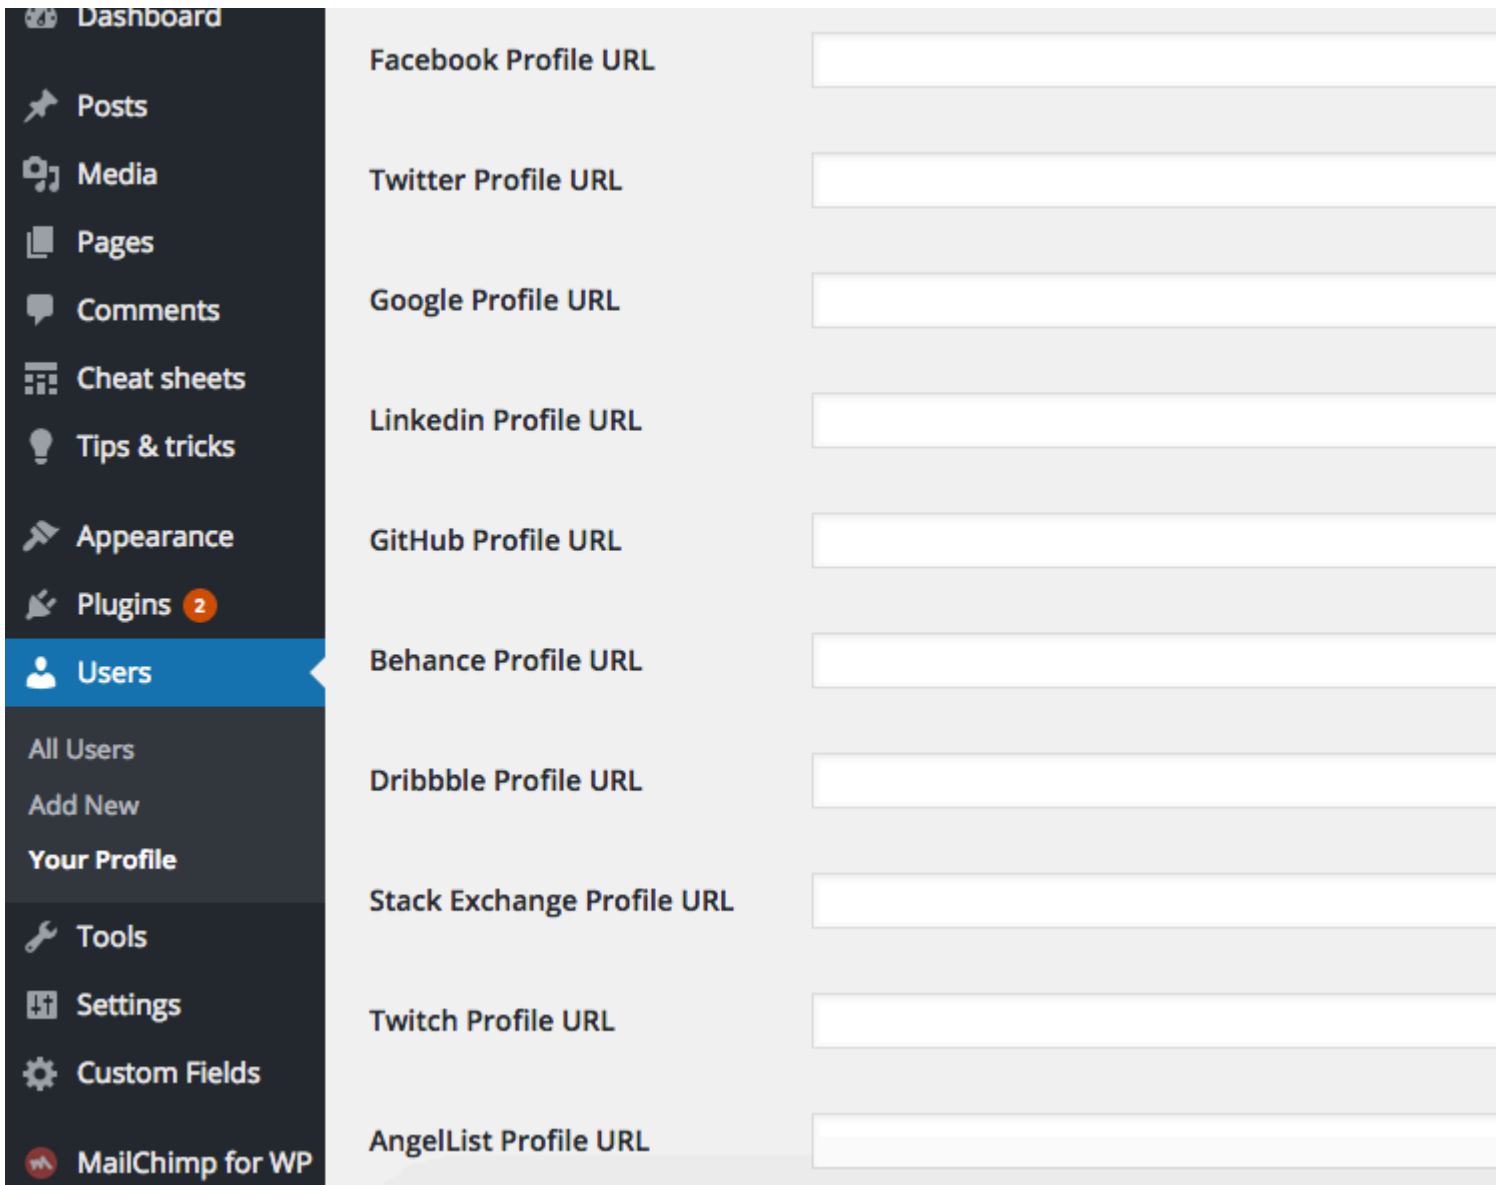 Dashboard
Posts
Media
Pages
Comments
Cheat sheets
Tips & tricks
Appearance
Plugins 2
Users
All Users
Add New
Your Profile
Tools
Settings
Custom Fields
MailChimp for WP
Facebook Profile URL
Twitter Profile URL
Google Profile URL
Linkedin Profile URL
GitHub Profile URL
Behance Profile URL
Dribbble Profile URL
Stack Exchange Profile URL
Twitch Profile URL
AngelList Profile URL